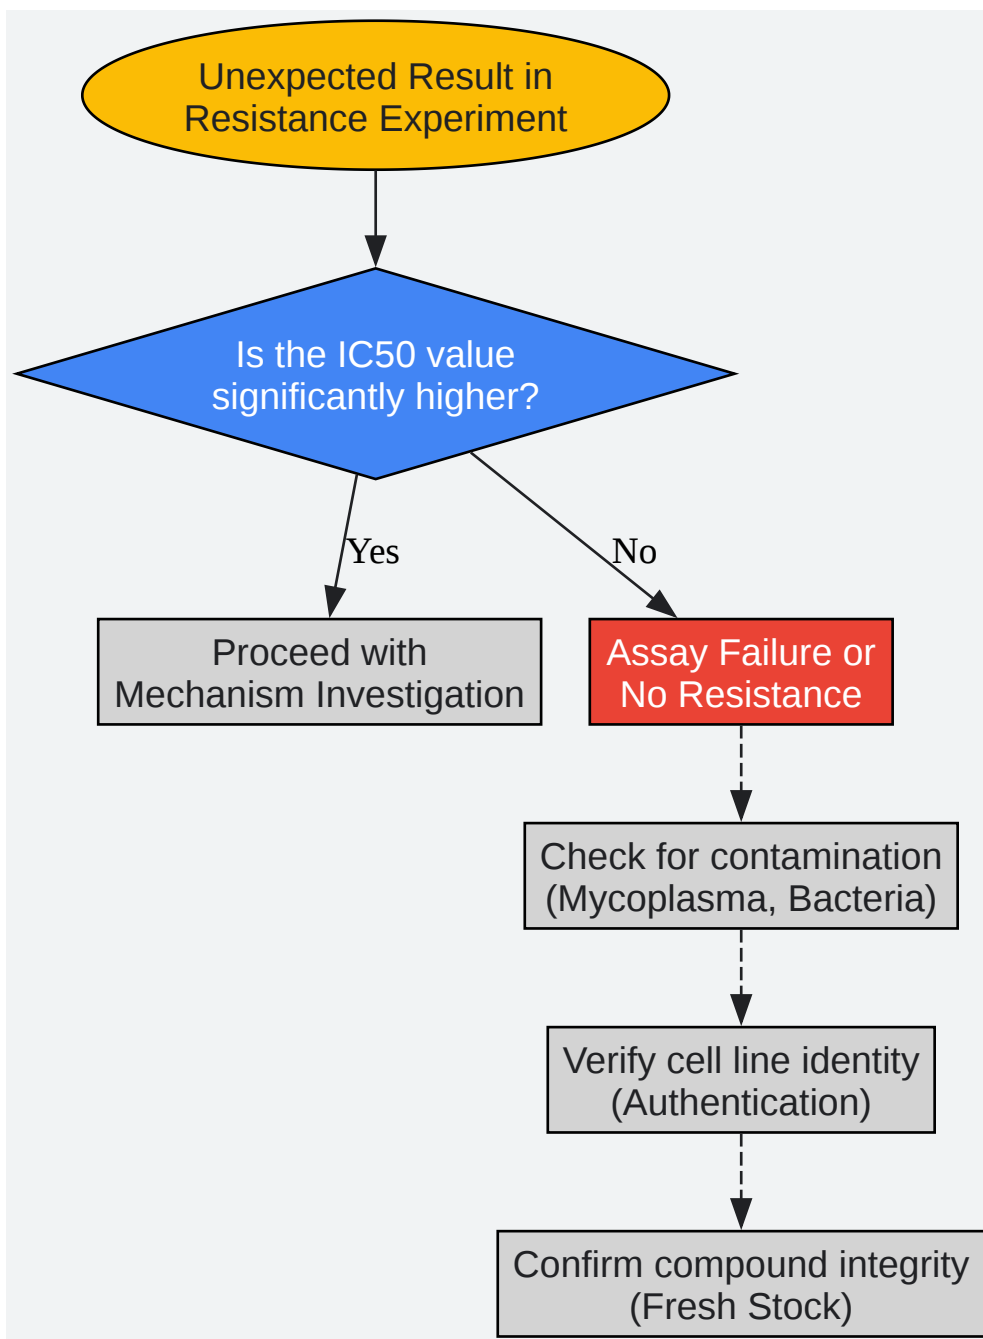 Unexpected Result in
Resistance Experiment
Is the IC50 value
significantly higher?
Yes
No
Proceed with
Mechanism Investigation
Assay Failure or
No Resistance
Check for contamination
(Mycoplasma, Bacteria)
Verify cell line identity
(Authentication)
Confirm compound integrity
(Fresh Stock)